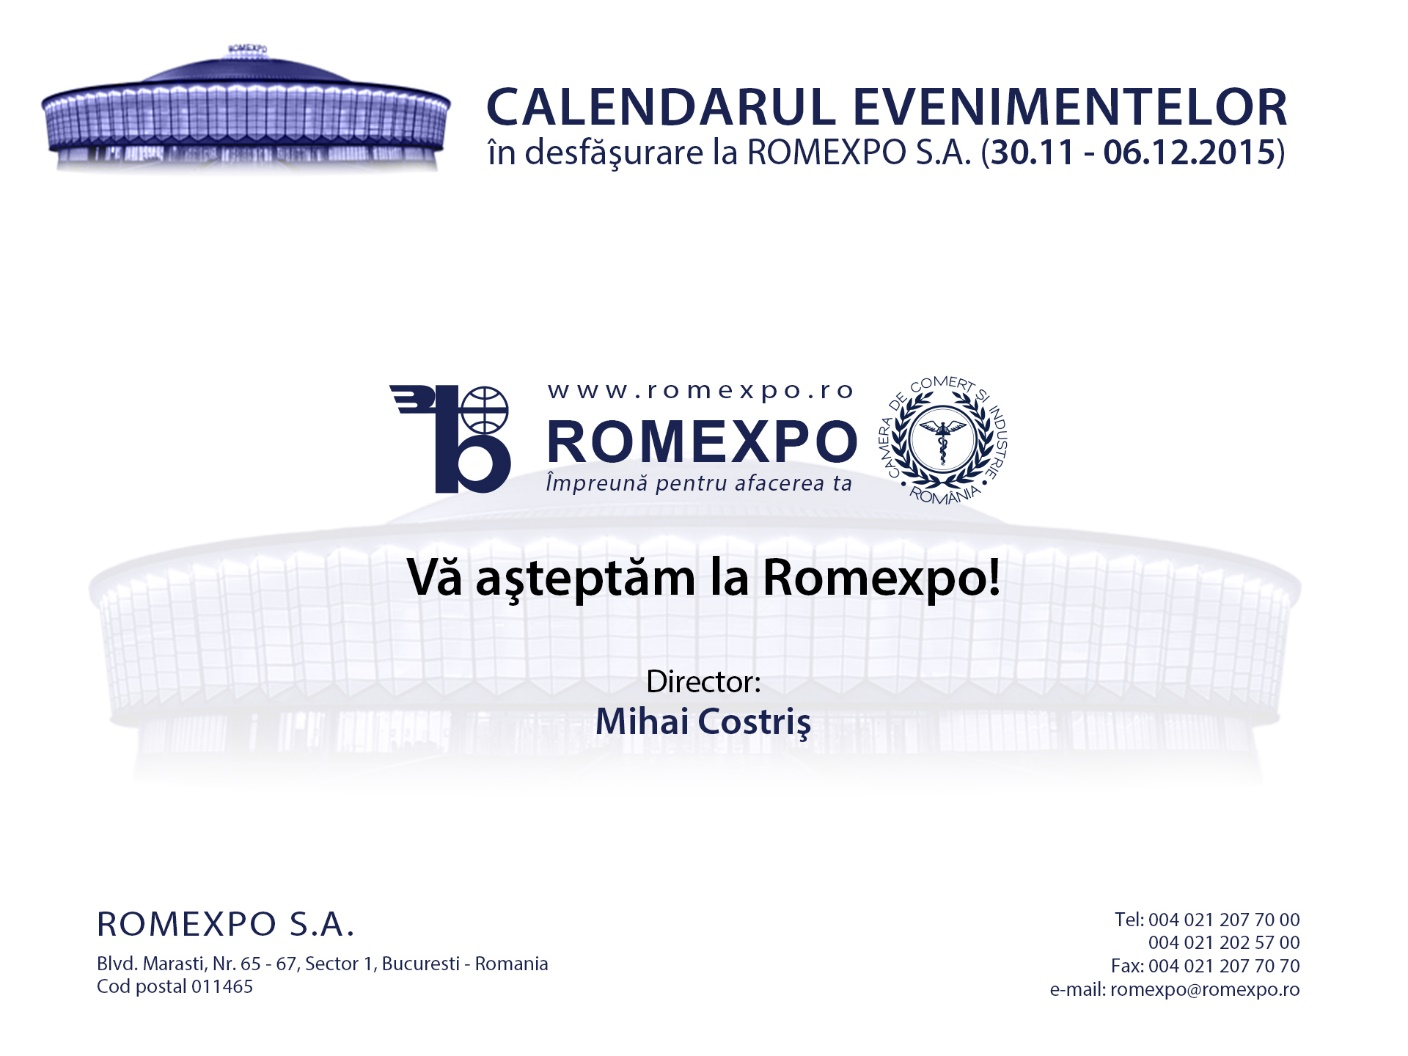 ROMEXPO
CALENDARUL EVENIMENTELOR
în desfăşurare la ROMEXPO S.A. (30.11 - 06.12.2015)
www.romexpo.ro
ROMEXPO
Împreună pentru afacerea ta
CAMERA DE COMERT ŞI INDUSTRIE
• ROMÂNIA •
Vă aşteptăm la Romexpo!
Director:
Mihai Costriş
ROMEXPO S.A.
Blvd. Marasti, Nr. 65 - 67, Sector 1, Bucuresti - Romania
Cod postal 011465
Tel: 004 021 207 70 00
004 021 202 57 00
Fax: 004 021 207 70 70
e-mail: romexpo@romexpo.ro